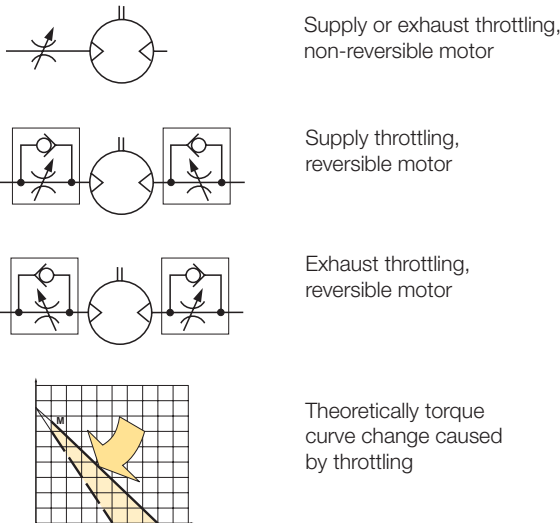 Supply or exhaust throttling,
non-reversible motor
Supply throttling,
reversible motor
Exhaust throttling,
reversible motor
M
Theoretically torque
curve change caused
by throttling